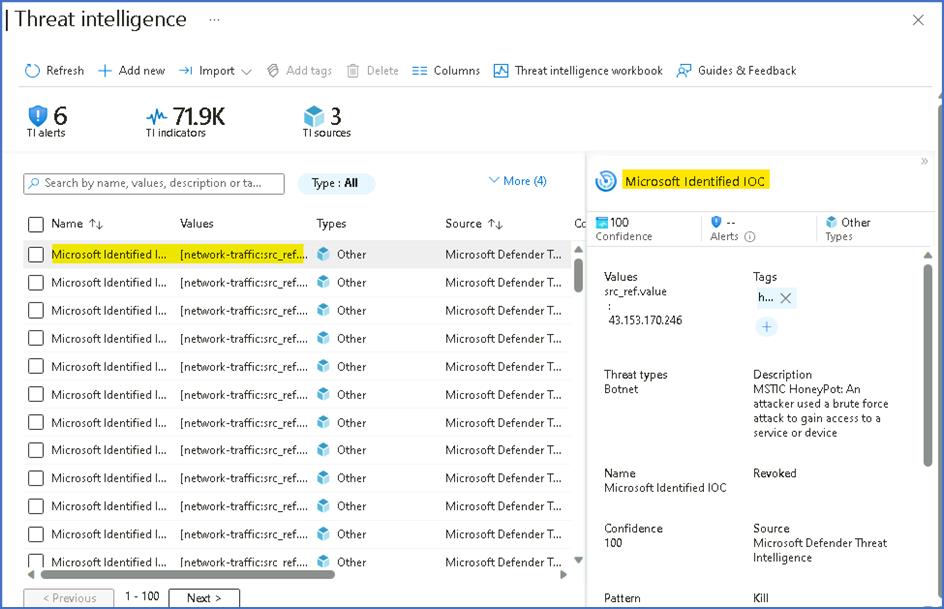 Threat intelligence ...
Refresh Add new Import Add tags Delete Columns Threat intelligence workbook Guides & Feedback
6
TI alerts
71.9K
TI indicators
3
TI sources
Search by name, values, description or ta...
Type : All
More (4)
Name Values Types Source Co
Microsoft Identified I... [network-traffic:src_ref.... Other Microsoft Defender T...
Microsoft Identified I... [network-traffic:src_ref.... Other Microsoft Defender T...
Microsoft Identified I... [network-traffic:src_ref.... Other Microsoft Defender T...
Microsoft Identified I... [network-traffic:src_ref.... Other Microsoft Defender T...
Microsoft Identified I... [network-traffic:src_ref.... Other Microsoft Defender T...
Microsoft Identified I... [network-traffic:src_ref.... Other Microsoft Defender T...
Microsoft Identified I... [network-traffic:src_ref.... Other Microsoft Defender T...
Microsoft Identified I... [network-traffic:src_ref.... Other Microsoft Defender T...
Microsoft Identified I... [network-traffic:src_ref.... Other Microsoft Defender T...
Microsoft Identified I... [network-traffic:src_ref.... Other Microsoft Defender T...
Microsoft Identified I... [network-traffic:src_ref.... Other Microsoft Defender T...
Microsoft Identified I... [network-traffic:src_ref.... Other Microsoft Defender T...
< Previous 1 - 100 Next >
Microsoft Identified IOC
100
Confidence
--
Alerts
Other
Types
Values
src_ref.value
:
43.153.170.246
Tags
h...
Threat types
Botnet
Description
MSTIC HoneyPot: An
attacker used a brute force
attack to gain access to a
service or device
Name
Microsoft Identified IOC
Revoked
Confidence
100
Source
Microsoft Defender Threat
Intelligence
Pattern
Kill